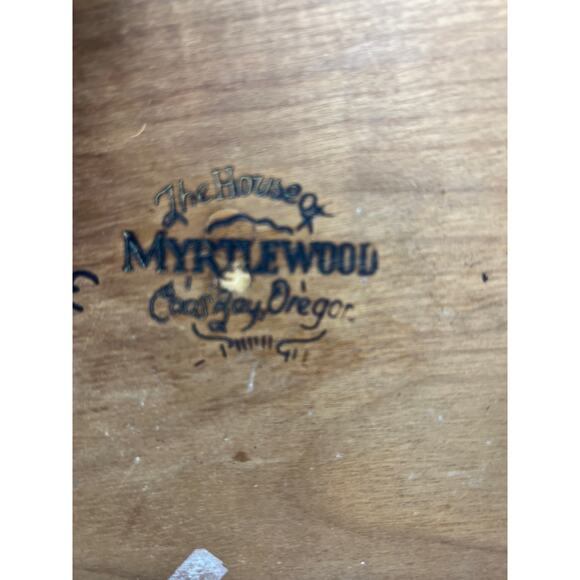 The House of
MYRTLEWOOD
Coos Bay, Oregon